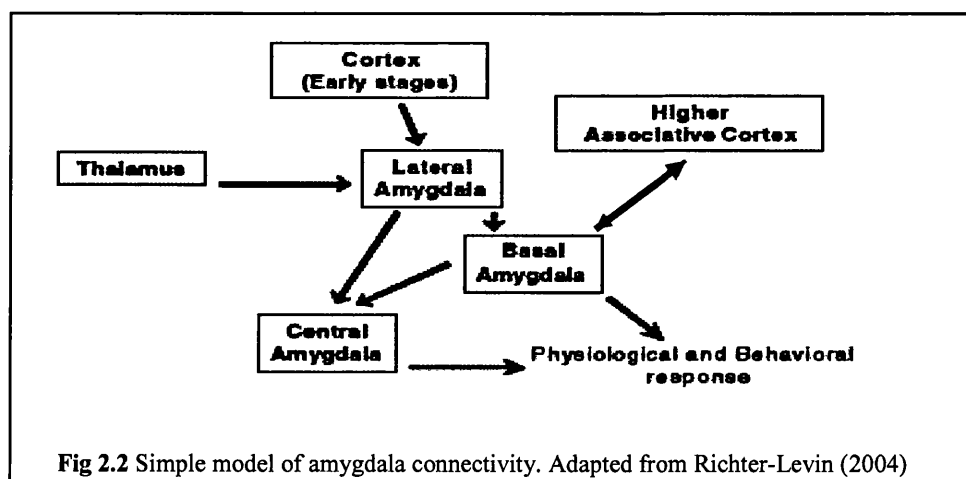 Cortex
(Early stages)
Higher
Associative Cortex
Thalamus
Lateral
Amygdala
Basal
Amygdala
Central
Amygdala
Physiological and Behavioral
response
Fig 2.2 Simple model of amygdala connectivity. Adapted from Richter-Levin (2004)